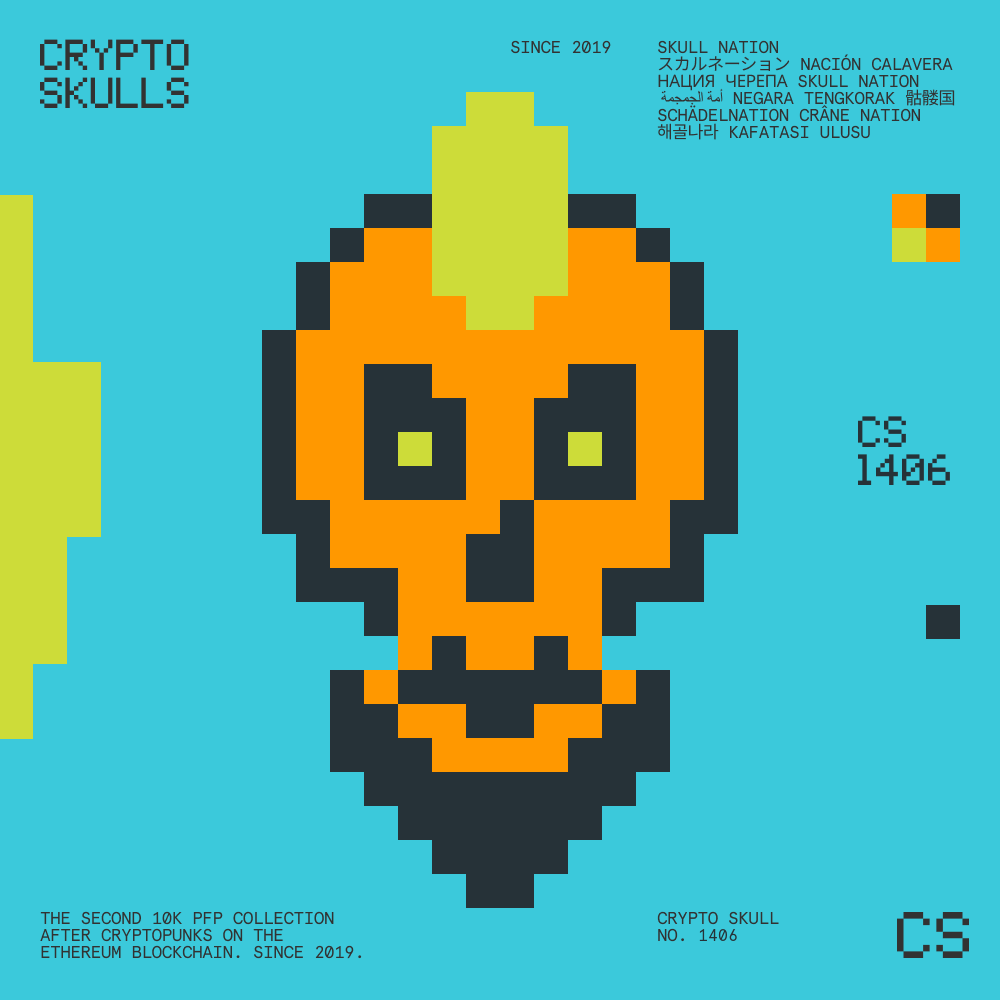 CRYPTO
SKULLS
SINCE 2019
SKULL NATION
スカルネーション NACIÓN CALAVERA
НАЦИЯ ЧЕРЕПА SKULL NATION
أمة الجمجمة NEGARA TENGKORAK 骷髅国
SCHÄDELNATION CRÂNE NATION
해골나라 KAFATASI ULUSU
CS
1406
THE SECOND 10K PFP COLLECTION
AFTER CRYPTOPUNKS ON THE
ETHEREUM BLOCKCHAIN. SINCE 2019.
CRYPTO SKULL
NO. 1406
CS